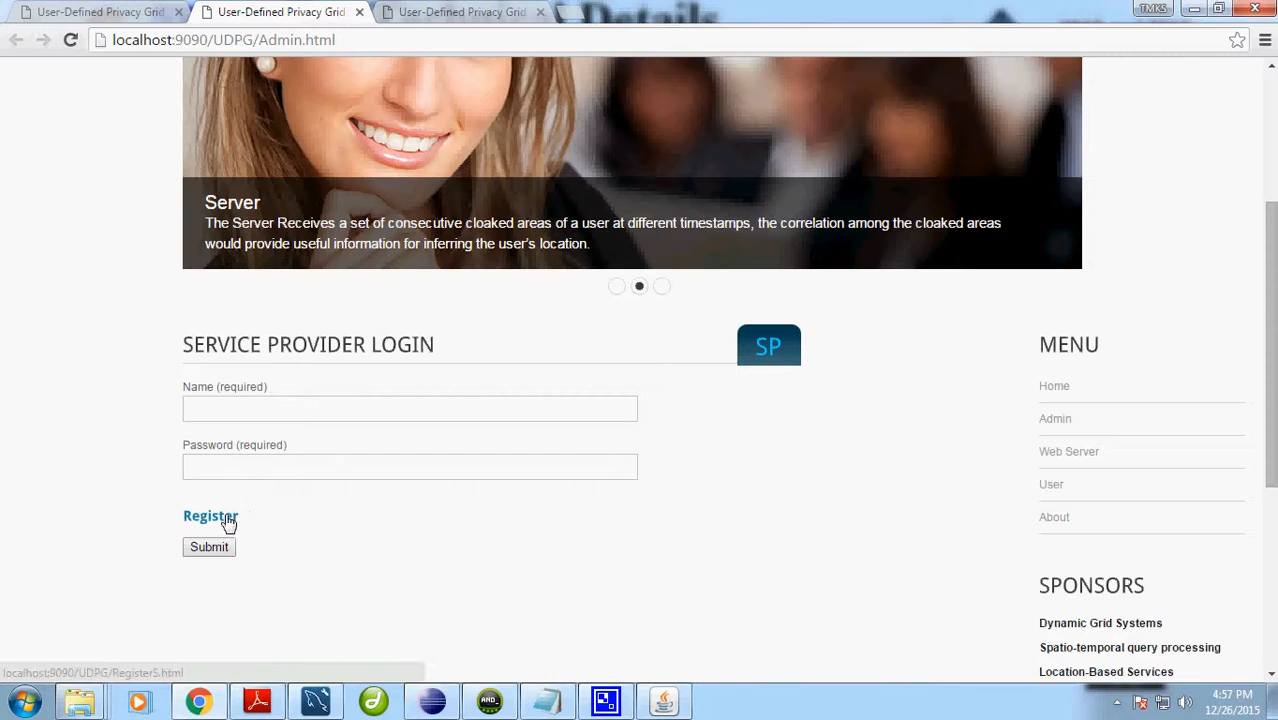 Details
User-Defined Privacy Grid
User-Defined Privacy Grid
User-Defined Privacy Grid
TMKS
localhost:9090/UDPG/Admin.html
Server
The Server Receives a set of consecutive cloaked areas of a user at different timestamps, the correlation among the cloaked areas
would provide useful information for inferring the user's location.
SERVICE PROVIDER LOGIN
SP
MENU
Name (required)
Home
Admin
Password (required)
Web Server
User
Register
About
Submit
SPONSORS
Dynamic Grid Systems
Spatio-temporal query processing
Location-Based Services
localhost:9090/UDPG/RegisterS.html
AND
4:57 PM
12/26/2015